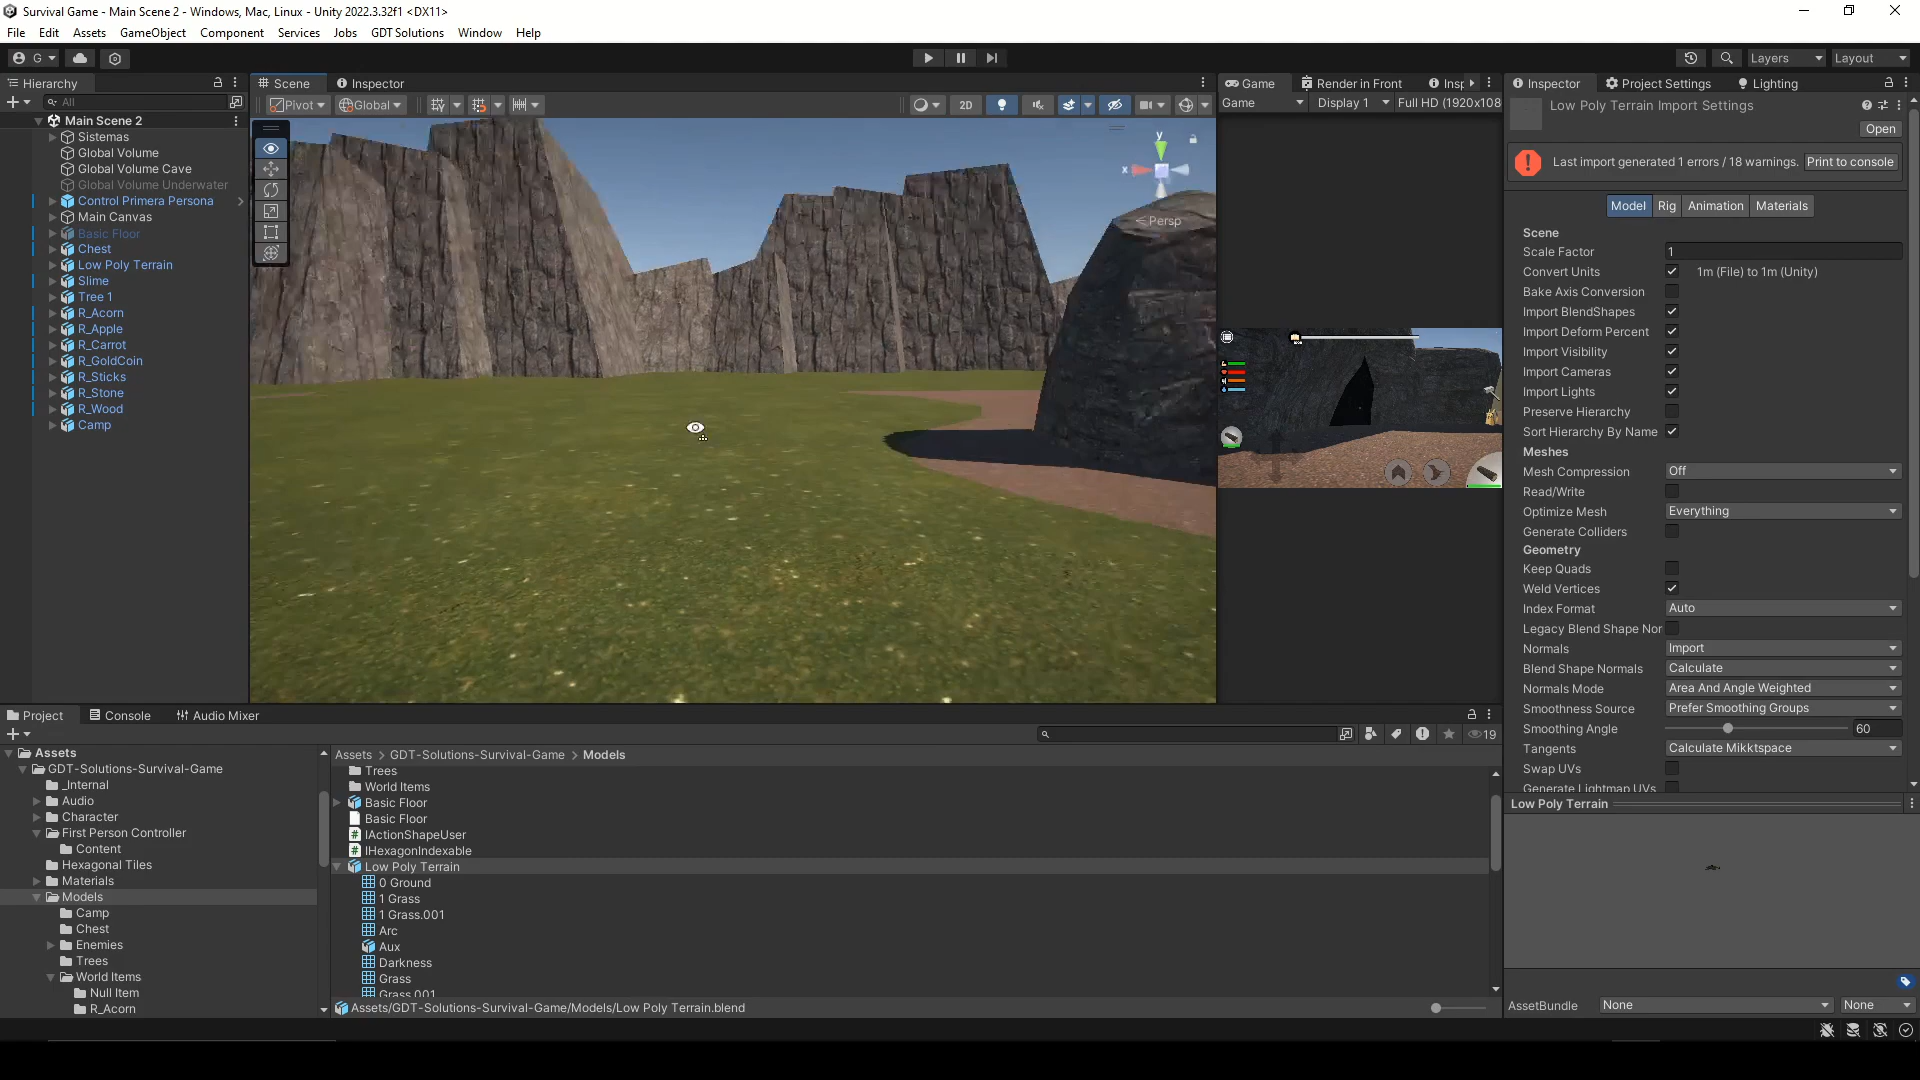 Survival Game - Main Scene 2 - Windows, Mac, Linux - Unity 2022.3.32f1 <DX11>
File Edit Assets GameObject Component Services Jobs GDT Solutions Window Help
G Layers Layout
Hierarchy
All
Main Scene 2
Sistemas
Global Volume
Global Volume Cave
Global Volume Underwater
Control Primera Persona
Main Canvas
Basic Floor
Chest
Low Poly Terrain
Slime
Tree 1
R_Acorn
R_Apple
R_Carrot
R_GoldCoin
R_Sticks
R_Stone
R_Wood
Camp
Scene Inspector
Pivot Global 2D
y
x
Persp
Game Render in Front Insp
Game Display 1 Full HD (1920x108
Inspector Project Settings Lighting
Low Poly Terrain Import Settings
Open
Last import generated 1 errors / 18 warnings. Print to console
Model Rig Animation Materials
Scene
Scale Factor 1
Convert Units 1m (File) to 1m (Unity)
Bake Axis Conversion
Import BlendShapes
Import Deform Percent
Import Visibility
Import Cameras
Import Lights
Preserve Hierarchy
Sort Hierarchy By Name
Meshes
Mesh Compression Off
Read/Write
Optimize Mesh Everything
Generate Colliders
Geometry
Keep Quads
Weld Vertices
Index Format Auto
Legacy Blend Shape Nor
Normals Import
Blend Shape Normals Calculate
Normals Mode Area And Angle Weighted
Smoothness Source Prefer Smoothing Groups
Smoothing Angle 60
Tangents Calculate Mikktspace
Swap UVs
Generate Lightmap UVs
Low Poly Terrain
AssetBundle None None
Project Console Audio Mixer
19
Assets
GDT-Solutions-Survival-Game
_Internal
Audio
Character
First Person Controller
Content
Hexagonal Tiles
Materials
Models
Camp
Chest
Enemies
Trees
World Items
Null Item
R_Acorn
Assets > GDT-Solutions-Survival-Game > Models
Trees
World Items
Basic Floor
Basic Floor
IActionShapeUser
IHexagonIndexable
Low Poly Terrain
0 Ground
1 Grass
1 Grass.001
Arc
Aux
Darkness
Grass
Grass.001
Assets/GDT-Solutions-Survival-Game/Models/Low Poly Terrain.blend